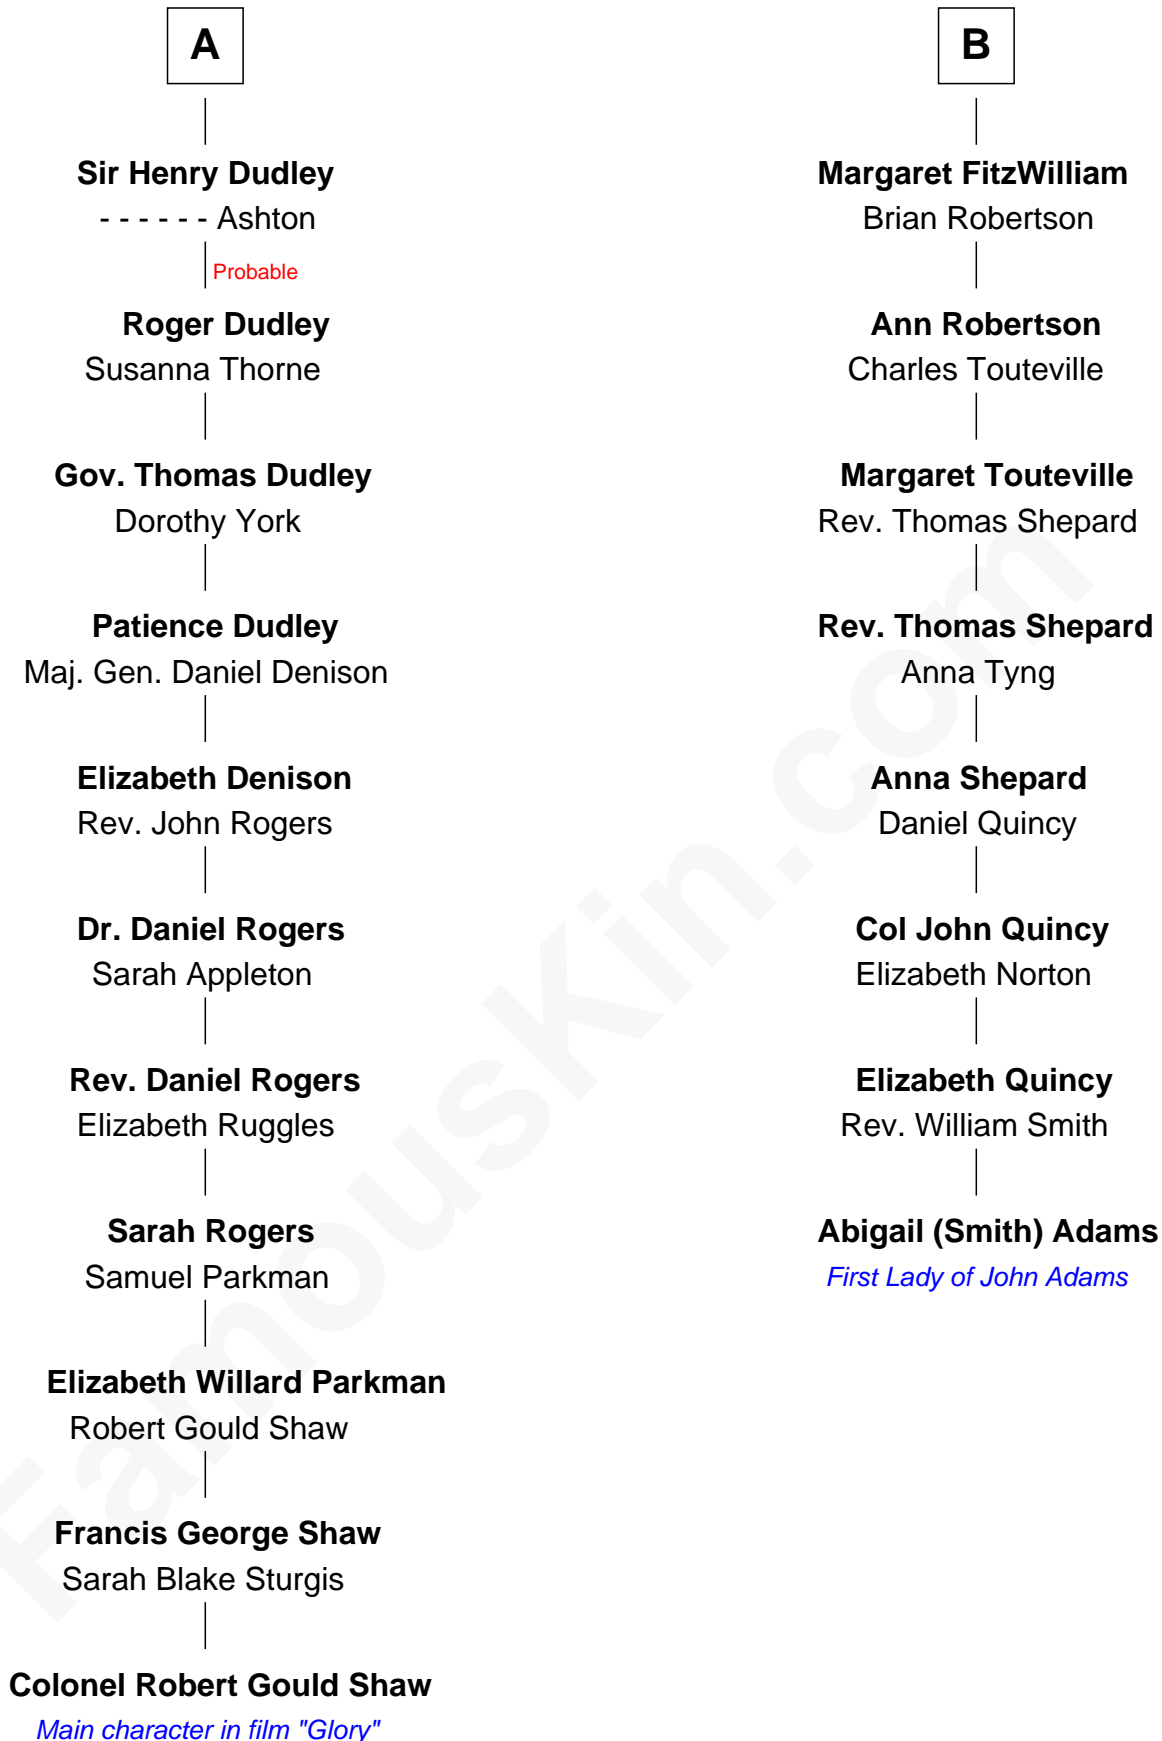 A
Sir Henry Dudley
- - - - - - Ashton
Probable
Roger Dudley
Susanna Thorne
Gov. Thomas Dudley
Dorothy York
Patience Dudley
Maj. Gen. Daniel Denison
Elizabeth Denison
Rev. John Rogers
Dr. Daniel Rogers
Sarah Appleton
Rev. Daniel Rogers
Elizabeth Ruggles
Sarah Rogers
Samuel Parkman
Elizabeth Willard Parkman
Robert Gould Shaw
Francis George Shaw
Sarah Blake Sturgis
Colonel Robert Gould Shaw
Main character in film "Glory"
B
Margaret FitzWilliam
Brian Robertson
Ann Robertson
Charles Touteville
Margaret Touteville
Rev. Thomas Shepard
Rev. Thomas Shepard
Anna Tyng
Anna Shepard
Daniel Quincy
Col John Quincy
Elizabeth Norton
Elizabeth Quincy
Rev. William Smith
Abigail (Smith) Adams
First Lady of John Adams
FamousKin.com